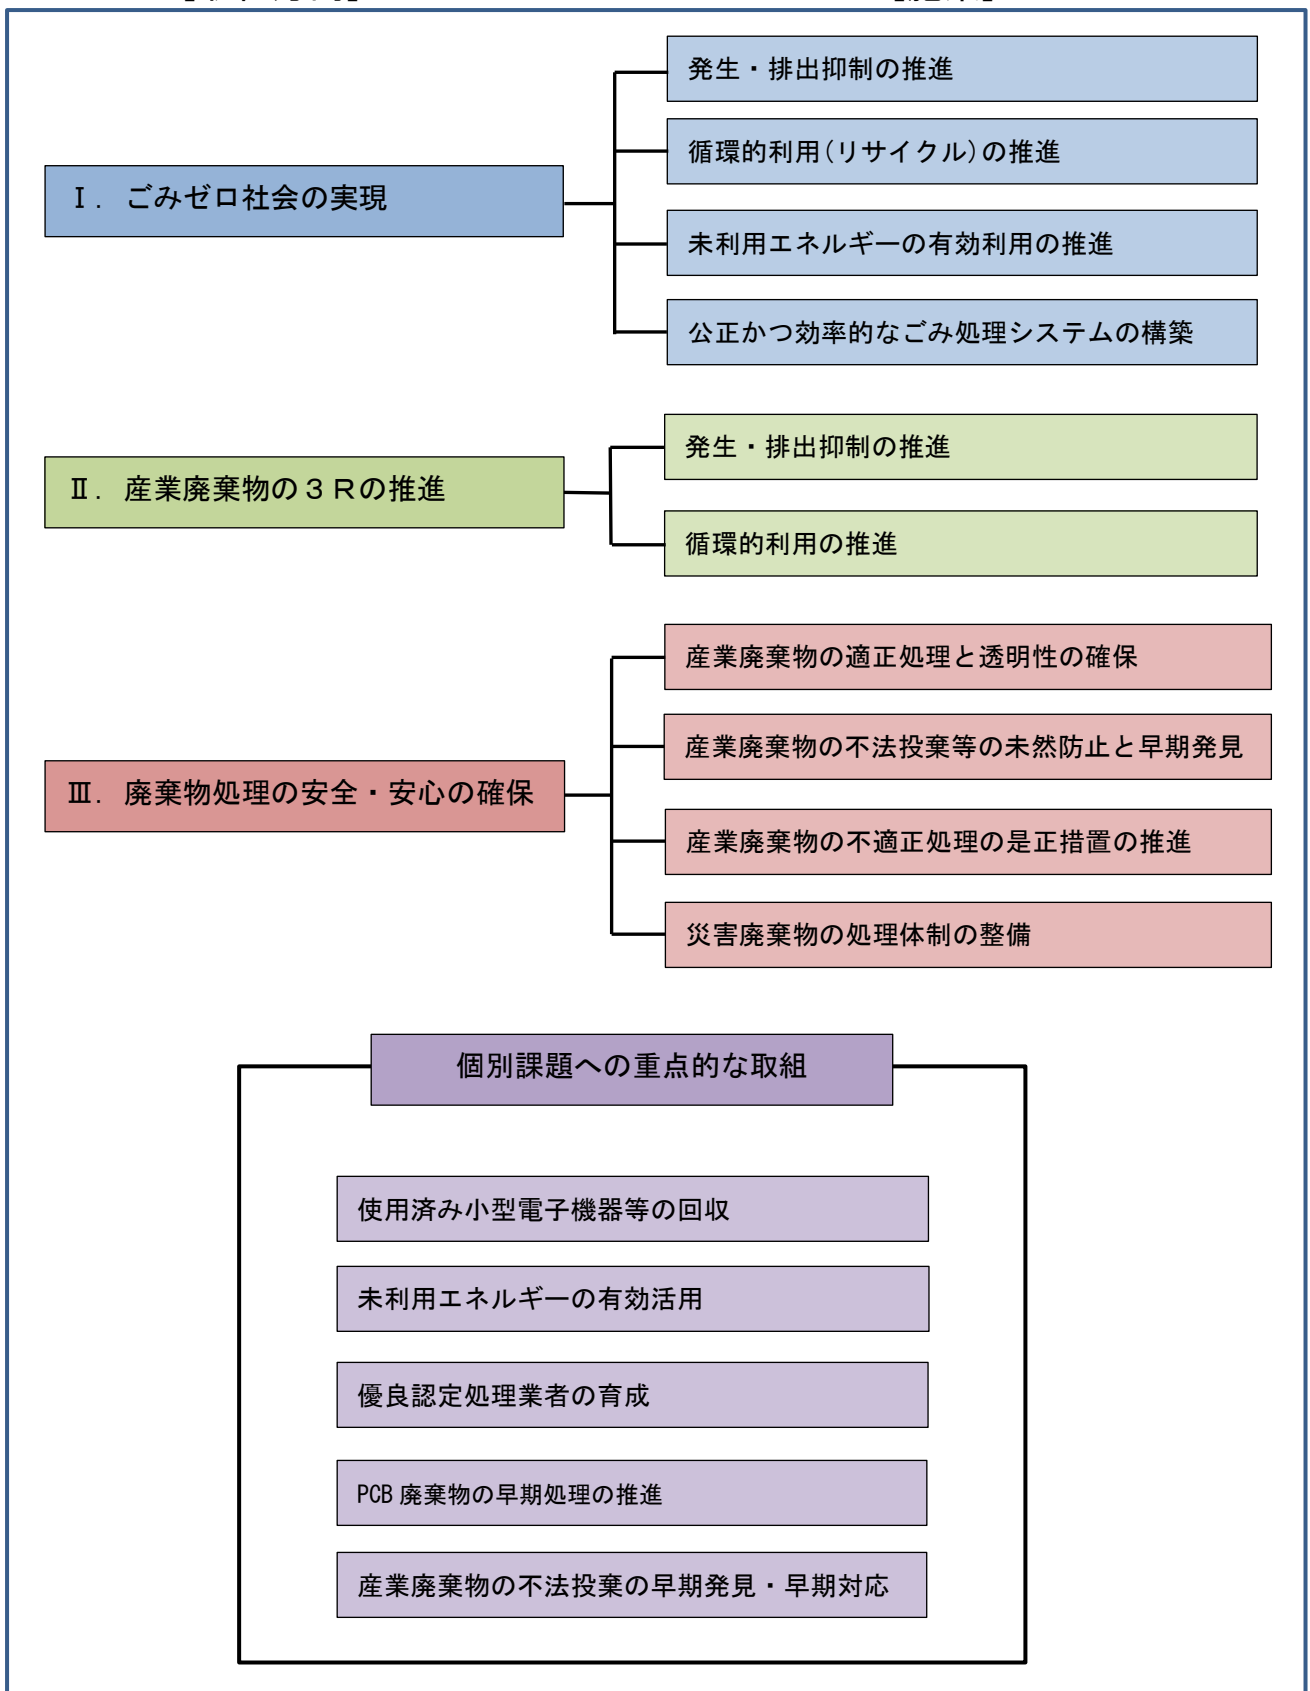 Ⅰ．ごみゼロ社会の実現
発生・排出抑制の推進
循環的利用(リサイクル)の推進
未利用エネルギーの有効利用の推進
公正かつ効率的なごみ処理システムの構築
Ⅱ．産業廃棄物の３Ｒの推進
発生・排出抑制の推進
循環的利用の推進
Ⅲ．廃棄物処理の安全・安心の確保
産業廃棄物の適正処理と透明性の確保
産業廃棄物の不法投棄等の未然防止と早期発見
産業廃棄物の不適正処理の是正措置の推進
災害廃棄物の処理体制の整備
個別課題への重点的な取組
使用済み小型電子機器等の回収
未利用エネルギーの有効活用
優良認定処理業者の育成
PCB 廃棄物の早期処理の推進
産業廃棄物の不法投棄の早期発見・早期対応